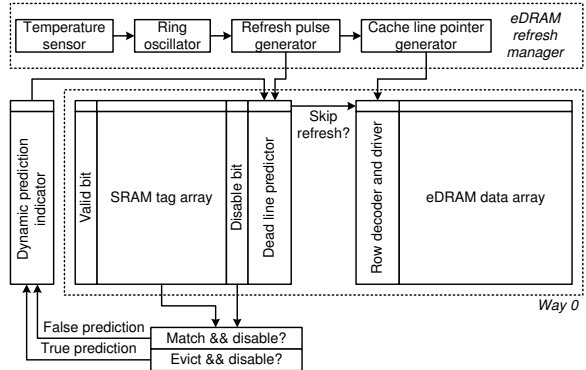 Temperature
sensor
Ring
oscillator
Refresh pulse
generator
Cache line pointer
generator
eDRAM
refresh
manager
Dynamic prediction
indicator
Valid bit
SRAM tag array
Disable bit
Dead line predictor
Skip
refresh?
Row decoder and driver
eDRAM data array
Way 0
False prediction
True prediction
Match && disable?
Evict && disable?